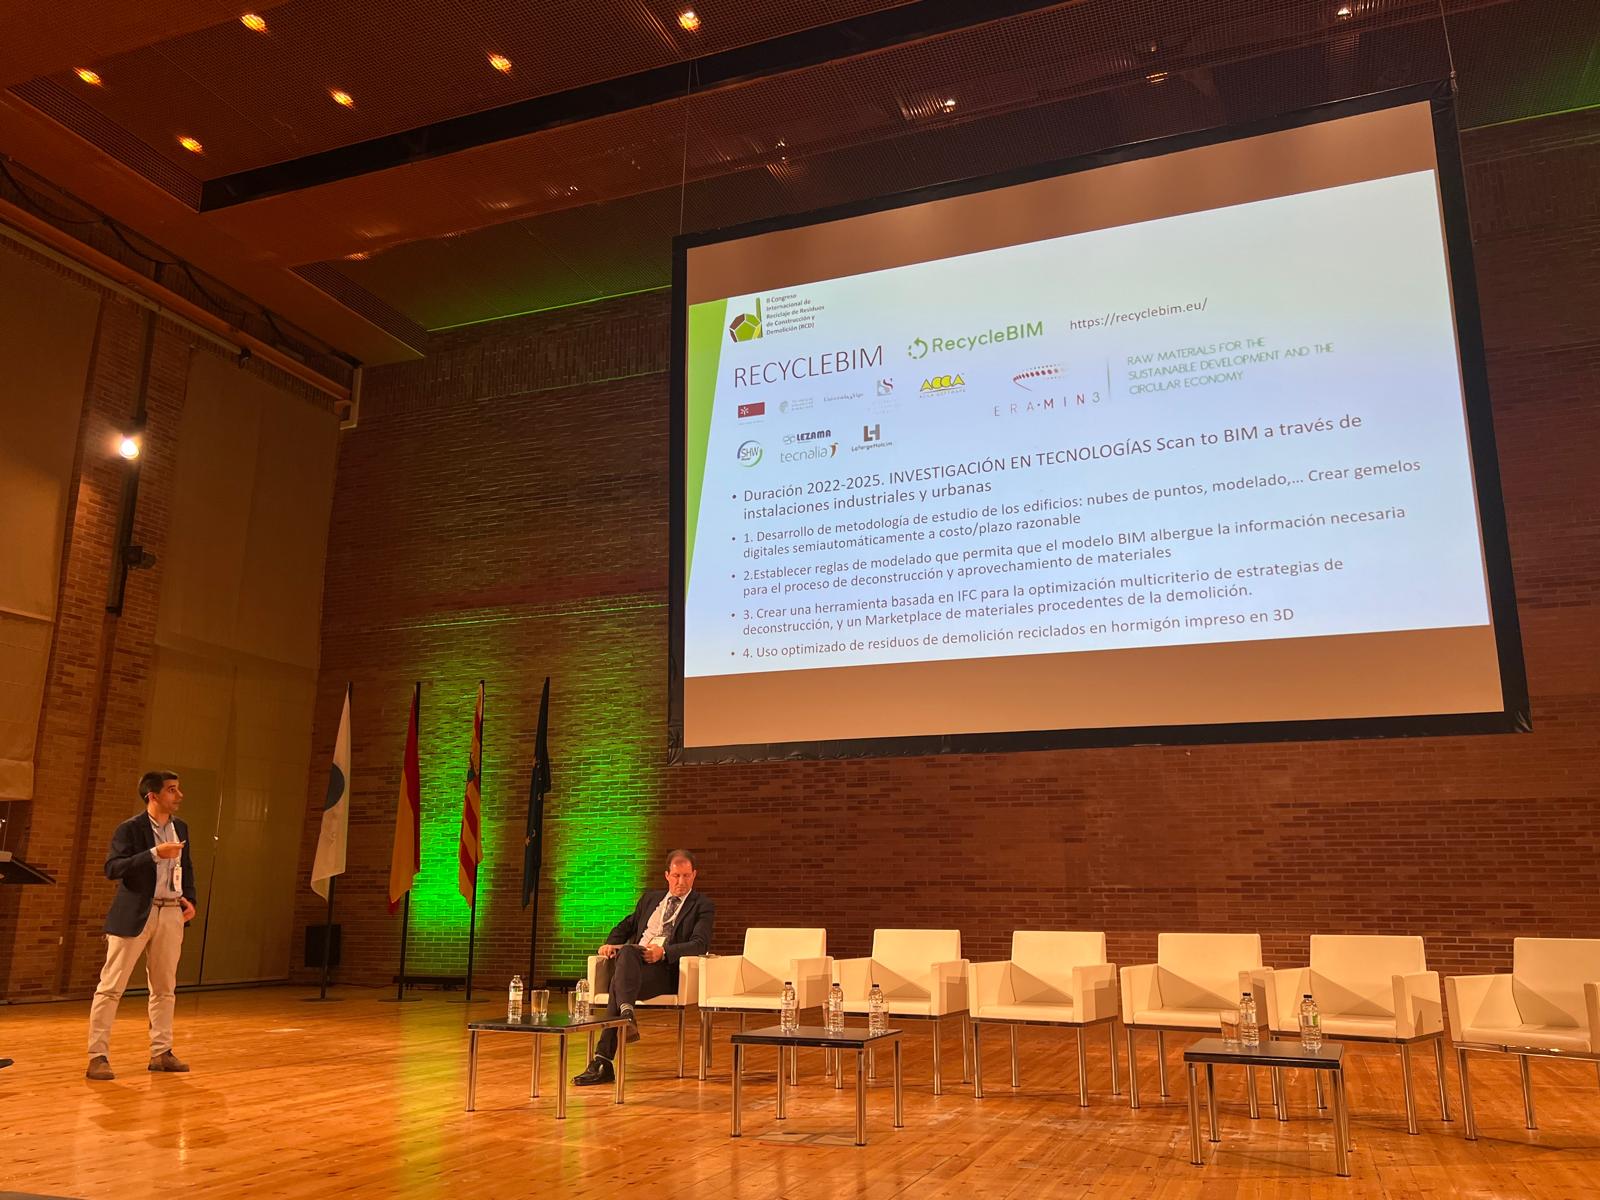 II Congreso
Internacional de
Reciclaje de Residuos
de Construcción y
Demolición (RCD)
RECYCLEBIM
RecycleBIM
https://recyclebim.eu/
UniversidadeVigo
ACCA
ACCA SOFTWARE
ERA-MIN3
RAW MATERIALS FOR THE
SUSTAINABLE DEVELOPMENT AND THE
CIRCULAR ECONOMY
SHW
LEZAMA
tecnalia
LH
LafargeHolcim
• Duración 2022-2025. INVESTIGACIÓN EN TECNOLOGÍAS Scan to BIM a través de
instalaciones industriales y urbanas
• 1. Desarrollo de metodología de estudio de los edificios: nubes de puntos, modelado,... Crear gemelos
digitales semiautomáticamente a costo/plazo razonable
• 2.Establecer reglas de modelado que permita que el modelo BIM albergue la información necesaria
para el proceso de deconstrucción y aprovechamiento de materiales
• 3. Crear una herramienta basada en IFC para la optimización multicriterio de estrategias de
deconstrucción, y un Marketplace de materiales procedentes de la demolición.
• 4. Uso optimizado de residuos de demolición reciclados en hormigón impreso en 3D